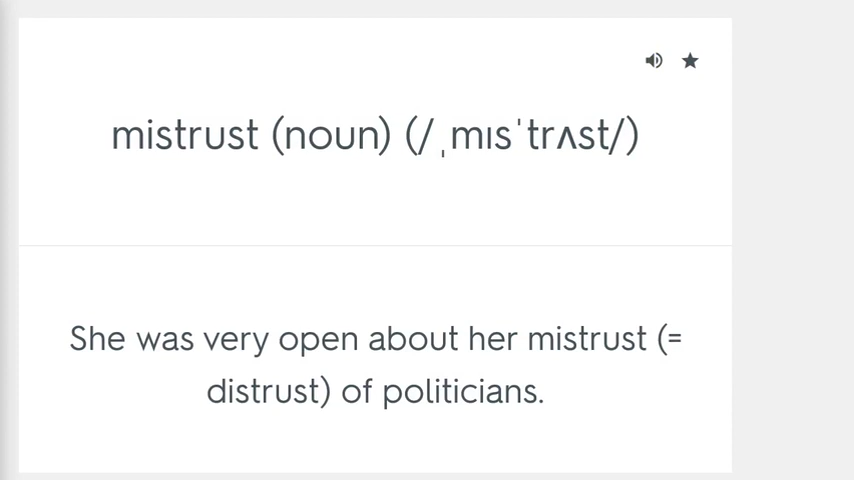 mistrust (noun) (/ˌmɪsˈtrʌst/)
She was very open about her mistrust (=
distrust) of politicians.